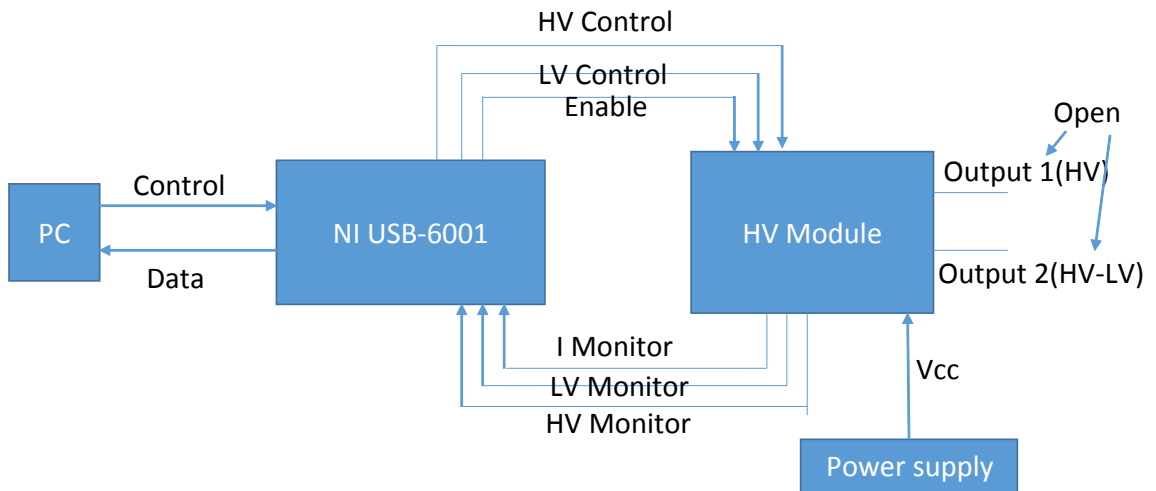 HV Control
LV Control
Enable
Open
Control
PC
Data
NI USB-6001
HV Module
Output 1(HV)
Output 2(HV-LV)
I Monitor
LV Monitor
HV Monitor
Vcc
Power supply